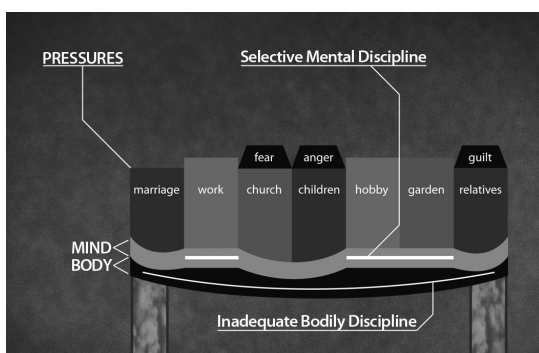 PRESSURES
Selective Mental Discipline
fear
anger
guilt
marriage
work
church
children
hobby
garden
relatives
MIND
BODY
Inadequate Bodily Discipline